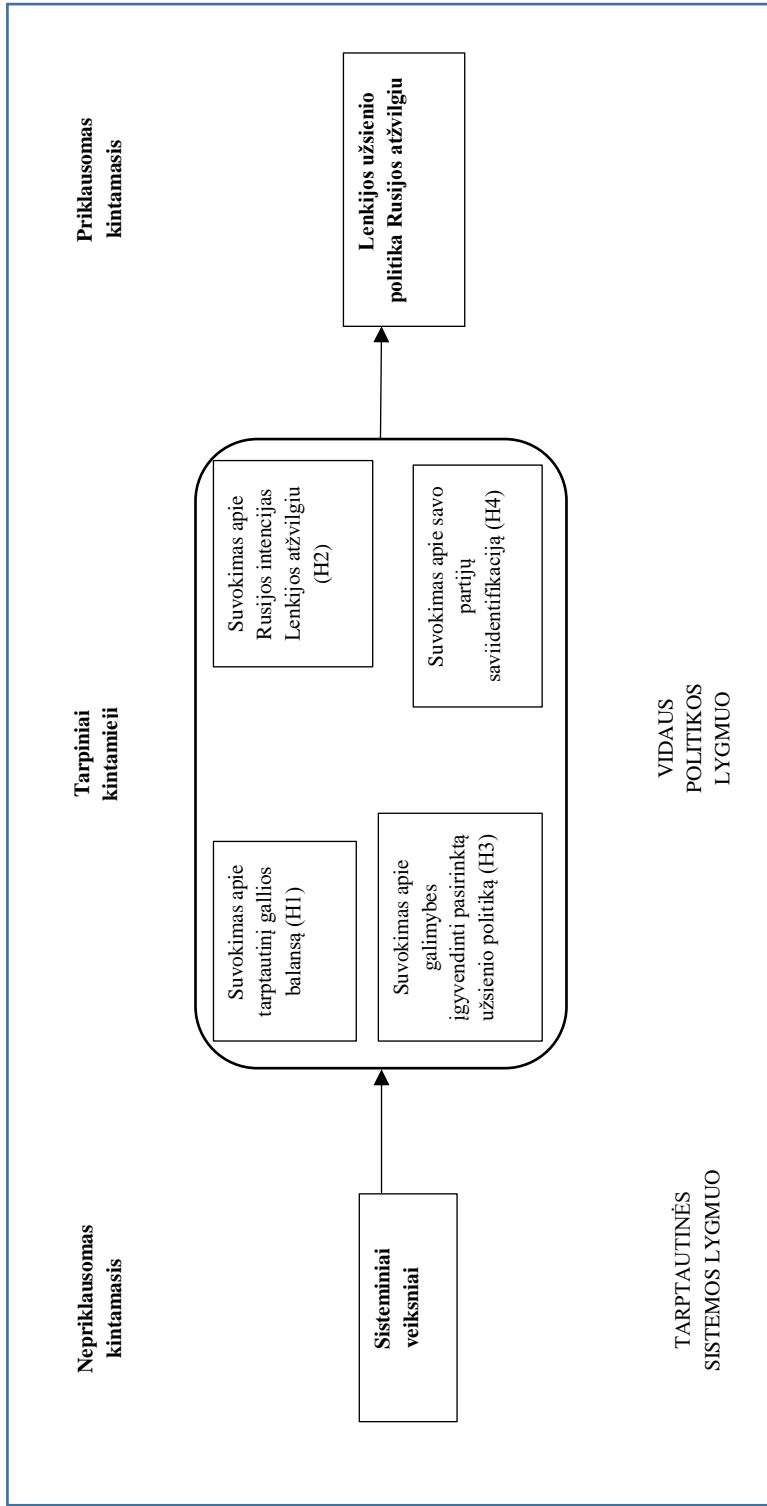 Nepriklausomas
kintamasis
Tarpiniai
kintamieji
Priklausomas
kintamasis
Sisteminiai
veiksniai
Suvokimas apie
tarptautinį gallios
balansą (H1)
Suvokimas apie
Rusijos intencijas
Lenkijos atžvilgiu
(H2)
Suvokimas apie
galimybes
įgyvendinti pasirinktą
užsienio politiką (H3)
Suvokimas apie savo
partijų
saviidentifikaciją (H4)
Lenkijos užsienio
politika Rusijos atžvilgiu
TARPTAUTINĖS
SISTEMOS LYGMUO
VIDAUS
POLITIKOS
LYGMUO